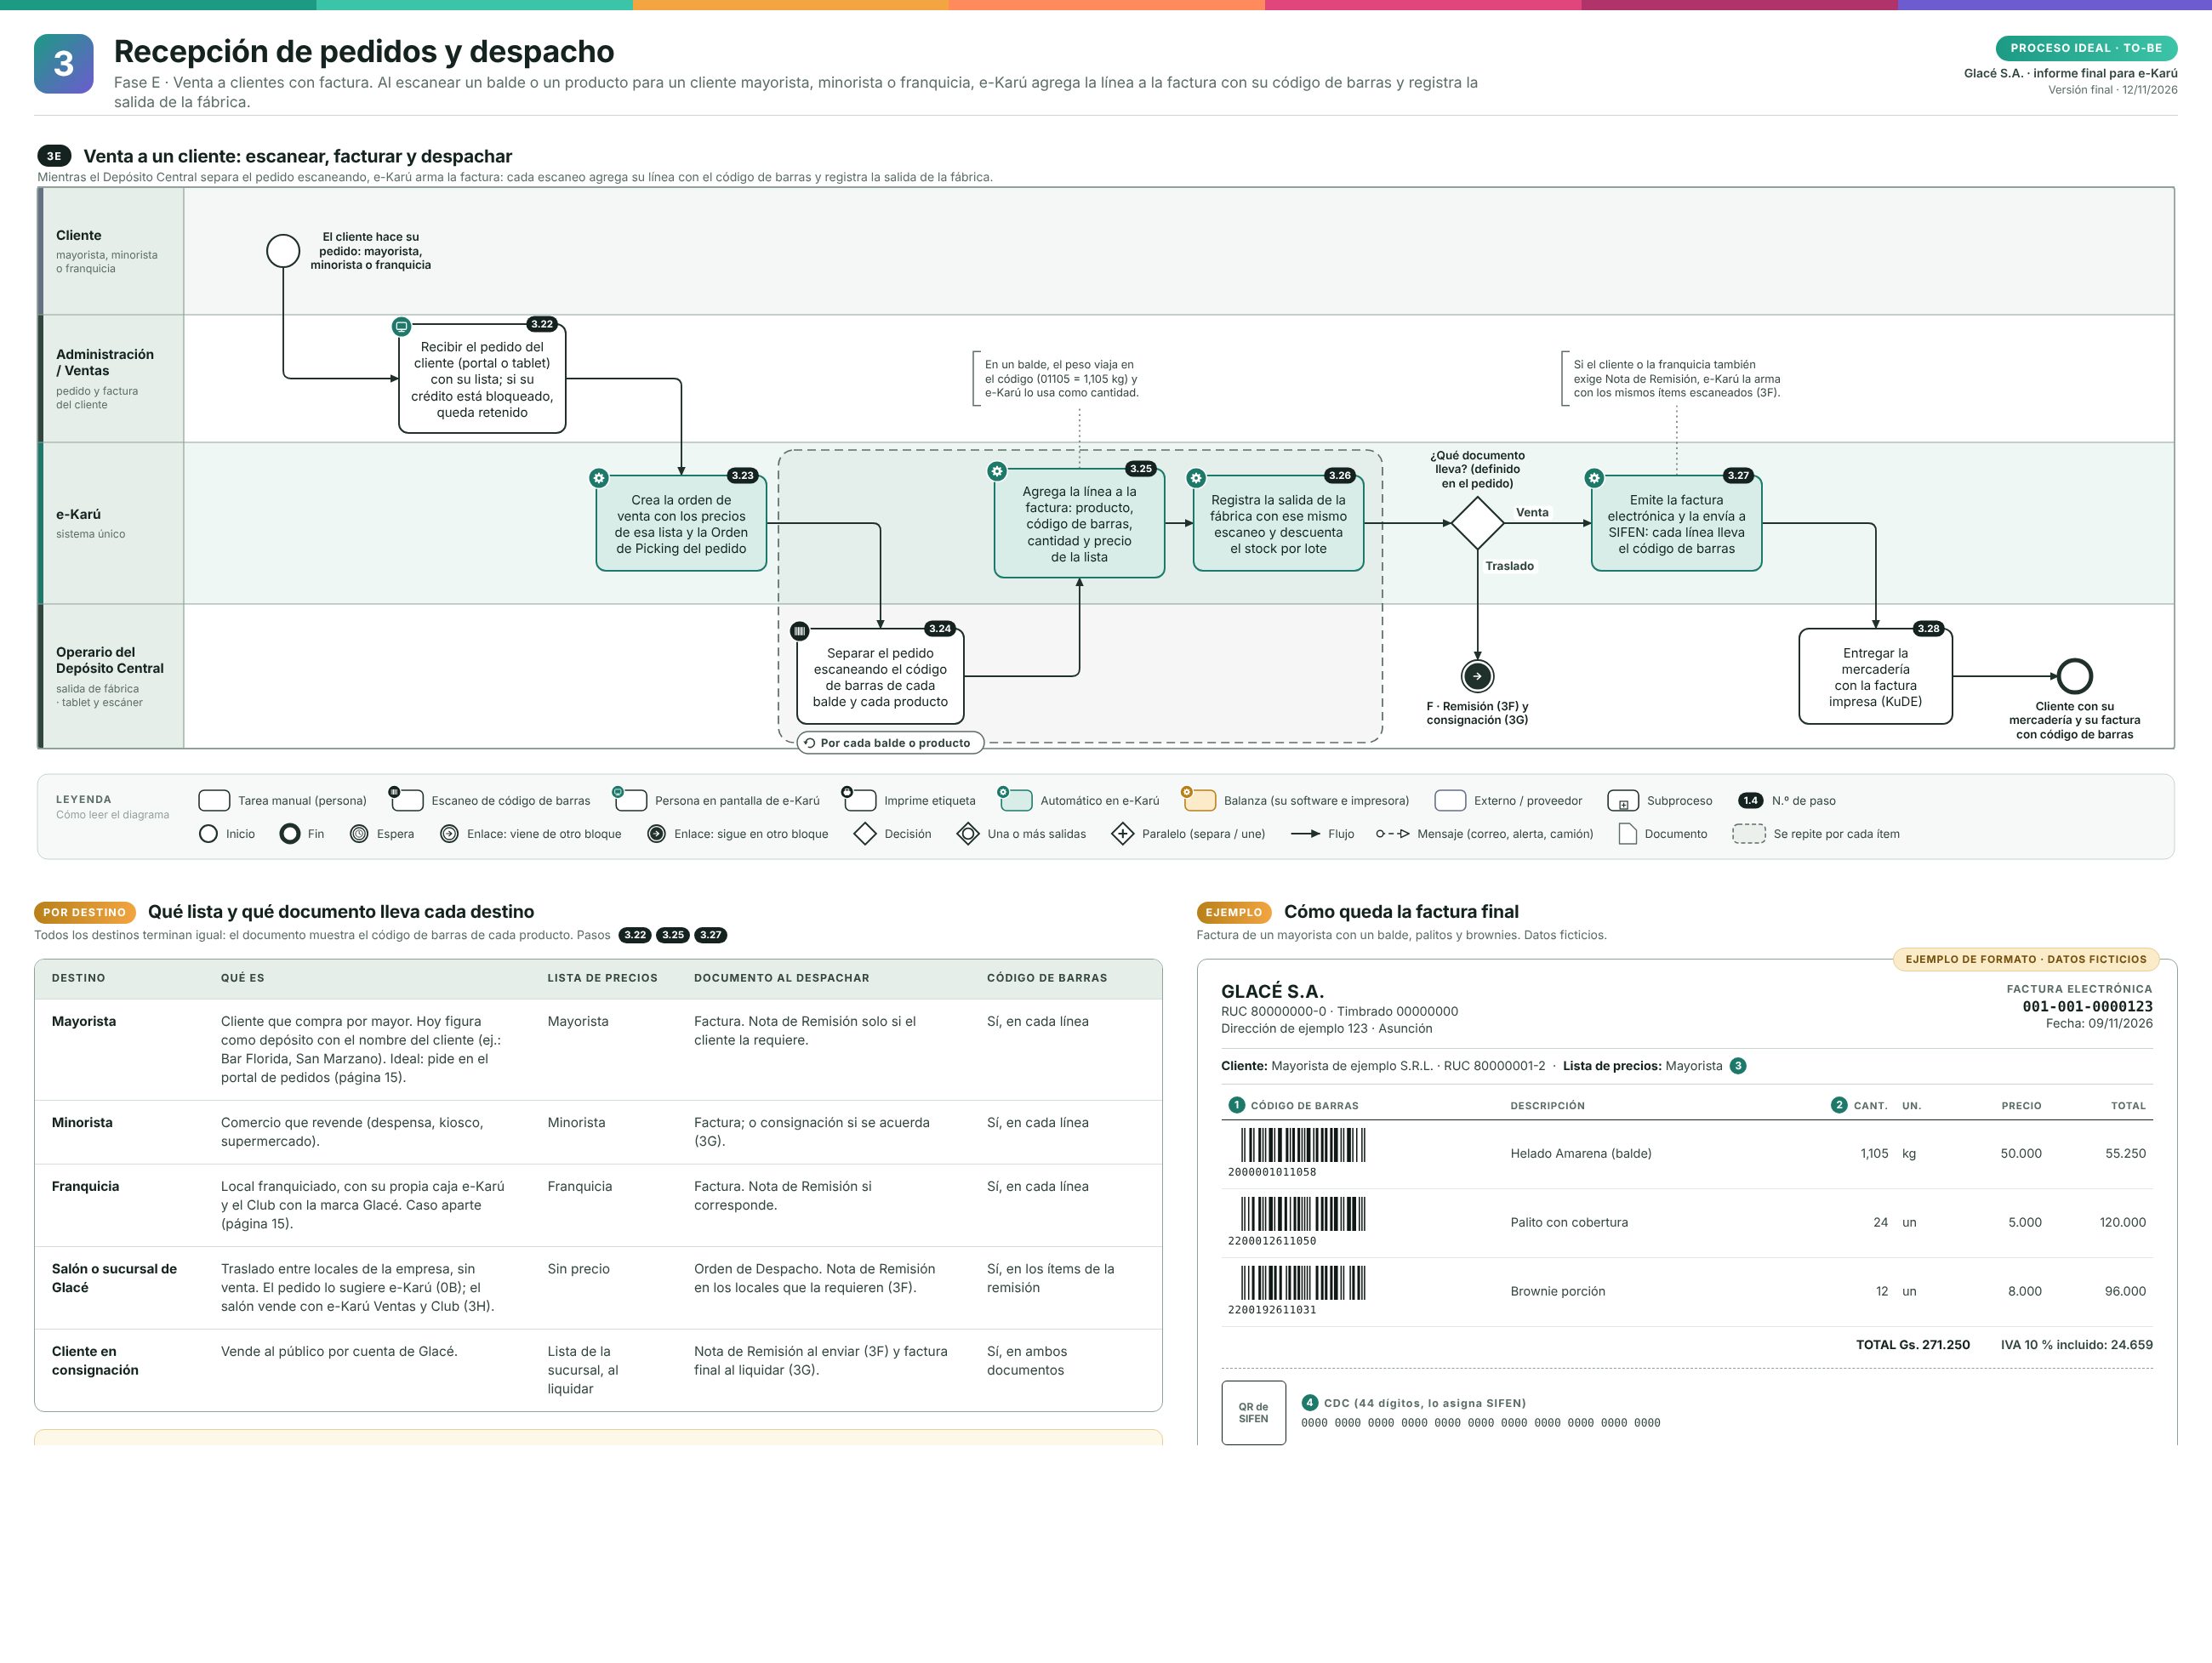 3
Recepción de pedidos y despacho
Fase E · Venta a clientes con factura. Al escanear un balde o un producto para un cliente mayorista, minorista o franquicia, e-Karú agrega la línea a la factura con su código de barras y registra la
salida de la fábrica.
PROCESO IDEAL · TO-BE
Glacé S.A. · informe final para e-Karú
Versión final · 12/11/2026
3E
Venta a un cliente: escanear, facturar y despachar
Mientras el Depósito Central separa el pedido escaneando, e-Karú arma la factura: cada escaneo agrega su línea con el código de barras y registra la salida de la fábrica.
Cliente
mayorista, minorista
o franquicia
El cliente hace su
pedido: mayorista,
minorista o franquicia
Administración
/ Ventas
pedido y factura
del cliente
3.22
Recibir el pedido del
cliente (portal o tablet)
con su lista; si su
crédito está bloqueado,
queda retenido
En un balde, el peso viaja en
el código (01105 = 1,105 kg) y
e-Karú lo usa como cantidad.
Si el cliente o la franquicia también
exige Nota de Remisión, e-Karú la arma
con los mismos ítems escaneados (3F).
e-Karú
sistema único
3.23
Crea la orden de
venta con los precios
de esa lista y la Orden
de Picking del pedido
3.25
Agrega la línea a la
factura: producto,
código de barras,
cantidad y precio
de la lista
3.26
Registra la salida de la
fábrica con ese mismo
escaneo y descuenta
el stock por lote
¿Qué documento
lleva? (definido
en el pedido)
Venta
Traslado
3.27
Emite la factura
electrónica y la envía a
SIFEN: cada línea lleva
el código de barras
Operario del
Depósito Central
salida de fábrica
· tablet y escáner
3.24
Separar el pedido
escaneando el código
de barras de cada
balde y cada producto
Por cada balde o producto
F · Remisión (3F) y
consignación (3G)
3.28
Entregar la
mercadería
con la factura
impresa (KuDE)
Cliente con su
mercadería y su factura
con código de barras
LEYENDA
Cómo leer el diagrama
Tarea manual (persona)
Escaneo de código de barras
Persona en pantalla de e-Karú
Imprime etiqueta
Automático en e-Karú
Balanza (su software e impresora)
Externo / proveedor
Subproceso
1.4
N.º de paso
Inicio
Fin
Espera
Enlace: viene de otro bloque
Enlace: sigue en otro bloque
Decisión
Una o más salidas
Paralelo (separa / une)
Flujo
Mensaje (correo, alerta, camión)
Documento
Se repite por cada ítem
POR DESTINO
Qué lista y qué documento lleva cada destino
Todos los destinos terminan igual: el documento muestra el código de barras de cada producto. Pasos 3.22 3.25 3.27
DESTINO QUÉ ES LISTA DE PRECIOS DOCUMENTO AL DESPACHAR CÓDIGO DE BARRAS
Mayorista
Cliente que compra por mayor. Hoy figura
como depósito con el nombre del cliente (ej.:
Bar Florida, San Marzano). Ideal: pide en el
portal de pedidos (página 15).
Mayorista
Factura. Nota de Remisión solo si el
cliente la requiere.
Sí, en cada línea
Minorista
Comercio que revende (despensa, kiosco,
supermercado).
Minorista
Factura; o consignación si se acuerda
(3G).
Sí, en cada línea
Franquicia
Local franquiciado, con su propia caja e-Karú
y el Club con la marca Glacé. Caso aparte
(página 15).
Franquicia
Factura. Nota de Remisión si
corresponde.
Sí, en cada línea
Salón o sucursal de
Glacé
Traslado entre locales de la empresa, sin
venta. El pedido lo sugiere e-Karú (0B); el
salón vende con e-Karú Ventas y Club (3H).
Sin precio
Orden de Despacho. Nota de Remisión
en los locales que la requieren (3F).
Sí, en los ítems de la
remisión
Cliente en
consignación
Vende al público por cuenta de Glacé.
Lista de la
sucursal, al
liquidar
Nota de Remisión al enviar (3F) y factura
final al liquidar (3G).
Sí, en ambos
documentos
EJEMPLO
Cómo queda la factura final
Factura de un mayorista con un balde, palitos y brownies. Datos ficticios.
EJEMPLO DE FORMATO · DATOS FICTICIOS
GLACÉ S.A.
RUC 80000000-0 · Timbrado 00000000
Dirección de ejemplo 123 · Asunción
FACTURA ELECTRÓNICA
001-001-0000123
Fecha: 09/11/2026
Cliente: Mayorista de ejemplo S.R.L. · RUC 80000001-2 · Lista de precios: Mayorista 3
1 CÓDIGO DE BARRAS DESCRIPCIÓN 2 CANT. UN. PRECIO TOTAL
2000001011058
Helado Amarena (balde) 1,105 kg 50.000 55.250
2200012611050
Palito con cobertura 24 un 5.000 120.000
2200192611031
Brownie porción 12 un 8.000 96.000
TOTAL Gs. 271.250 IVA 10 % incluido: 24.659
QR de
SIFEN
4 CDC (44 dígitos, lo asigna SIFEN)
0000 0000 0000 0000 0000 0000 0000 0000 0000 0000 0000